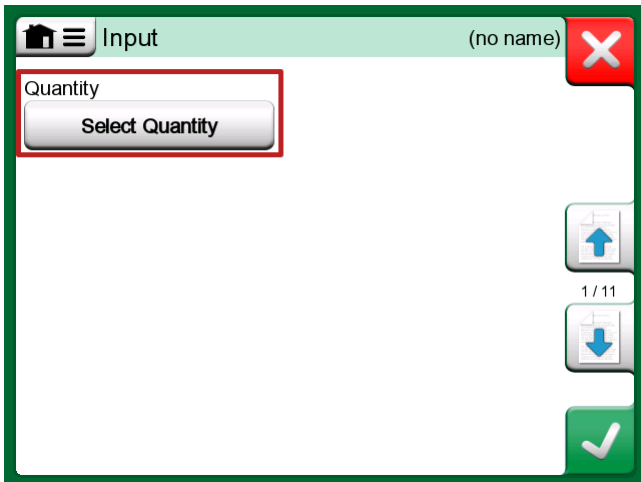 Input
(no name)
Quantity
Select Quantity
1 / 11